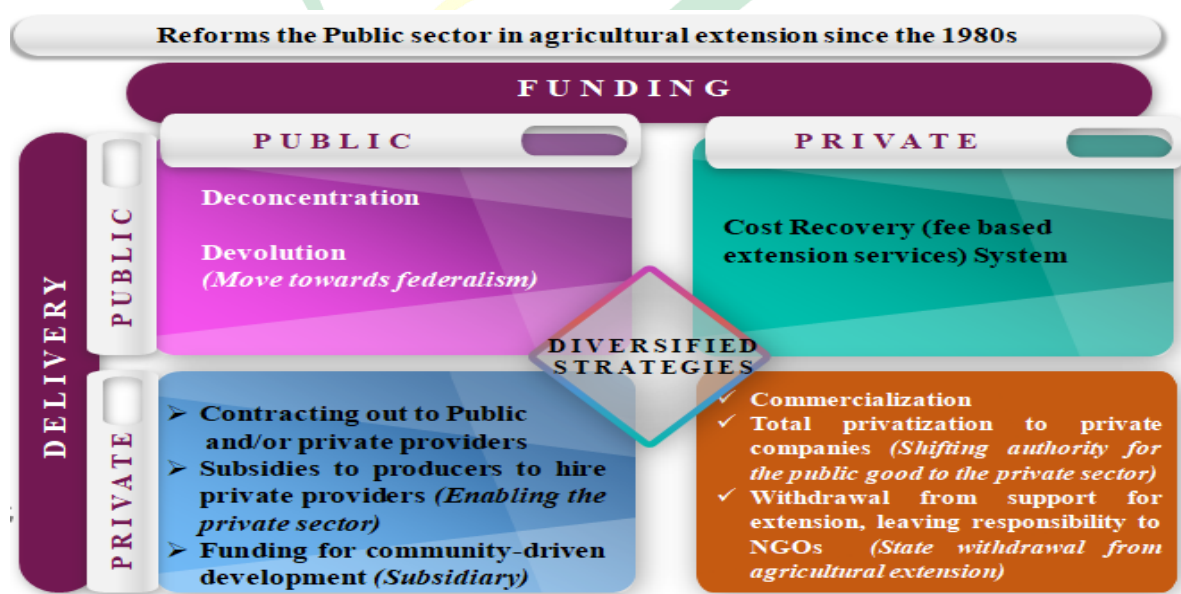 Reforms the Public sector in agricultural extension since the 1980s
FUNDING
PUBLIC
PRIVATE
DELIVERY
PUBLIC
Deconcentration
Devolution
(Move towards federalism)
Cost Recovery (fee based
extension services) System
DIVERSIFIED
STRATEGIES
PRIVATE
➢ Contracting out to Public
and/or private providers
➢ Subsidies to producers to hire
private providers (Enabling the
private sector)
➢ Funding for community-driven
development (Subsidiary)
✓ Commercialization
✓ Total privatization to private
companies (Shifting authority for
the public good to the private sector)
✓ Withdrawal from support for
extension, leaving responsibility to
NGOs (State withdrawal from
agricultural extension)